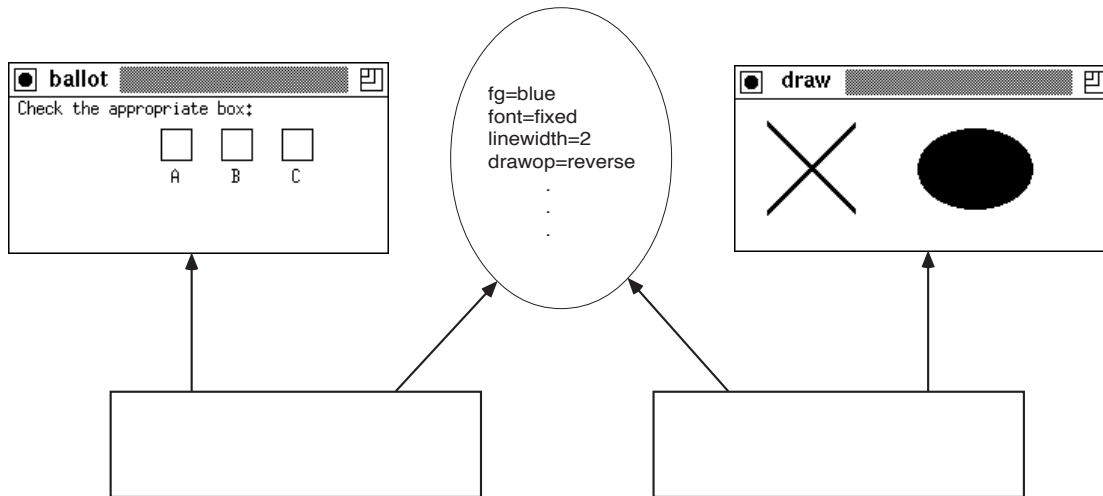 ballot
Check the appropriate box:
A B C
fg=blue
font=fixed
linewidth=2
drawop=reverse
.
.
.
draw